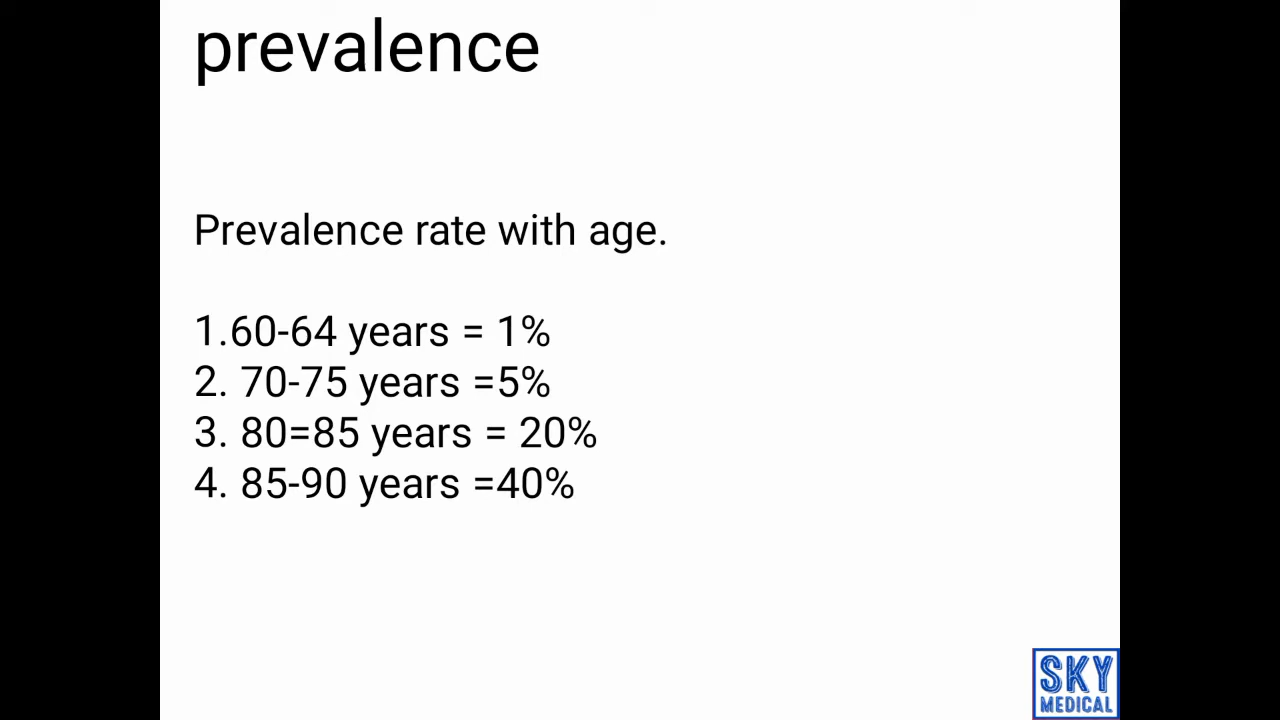 prevalence
Prevalence rate with age.
1.60-64 years = 1%
2. 70-75 years =5%
3. 80=85 years = 20%
4. 85-90 years =40%
SKY
MEDICAL